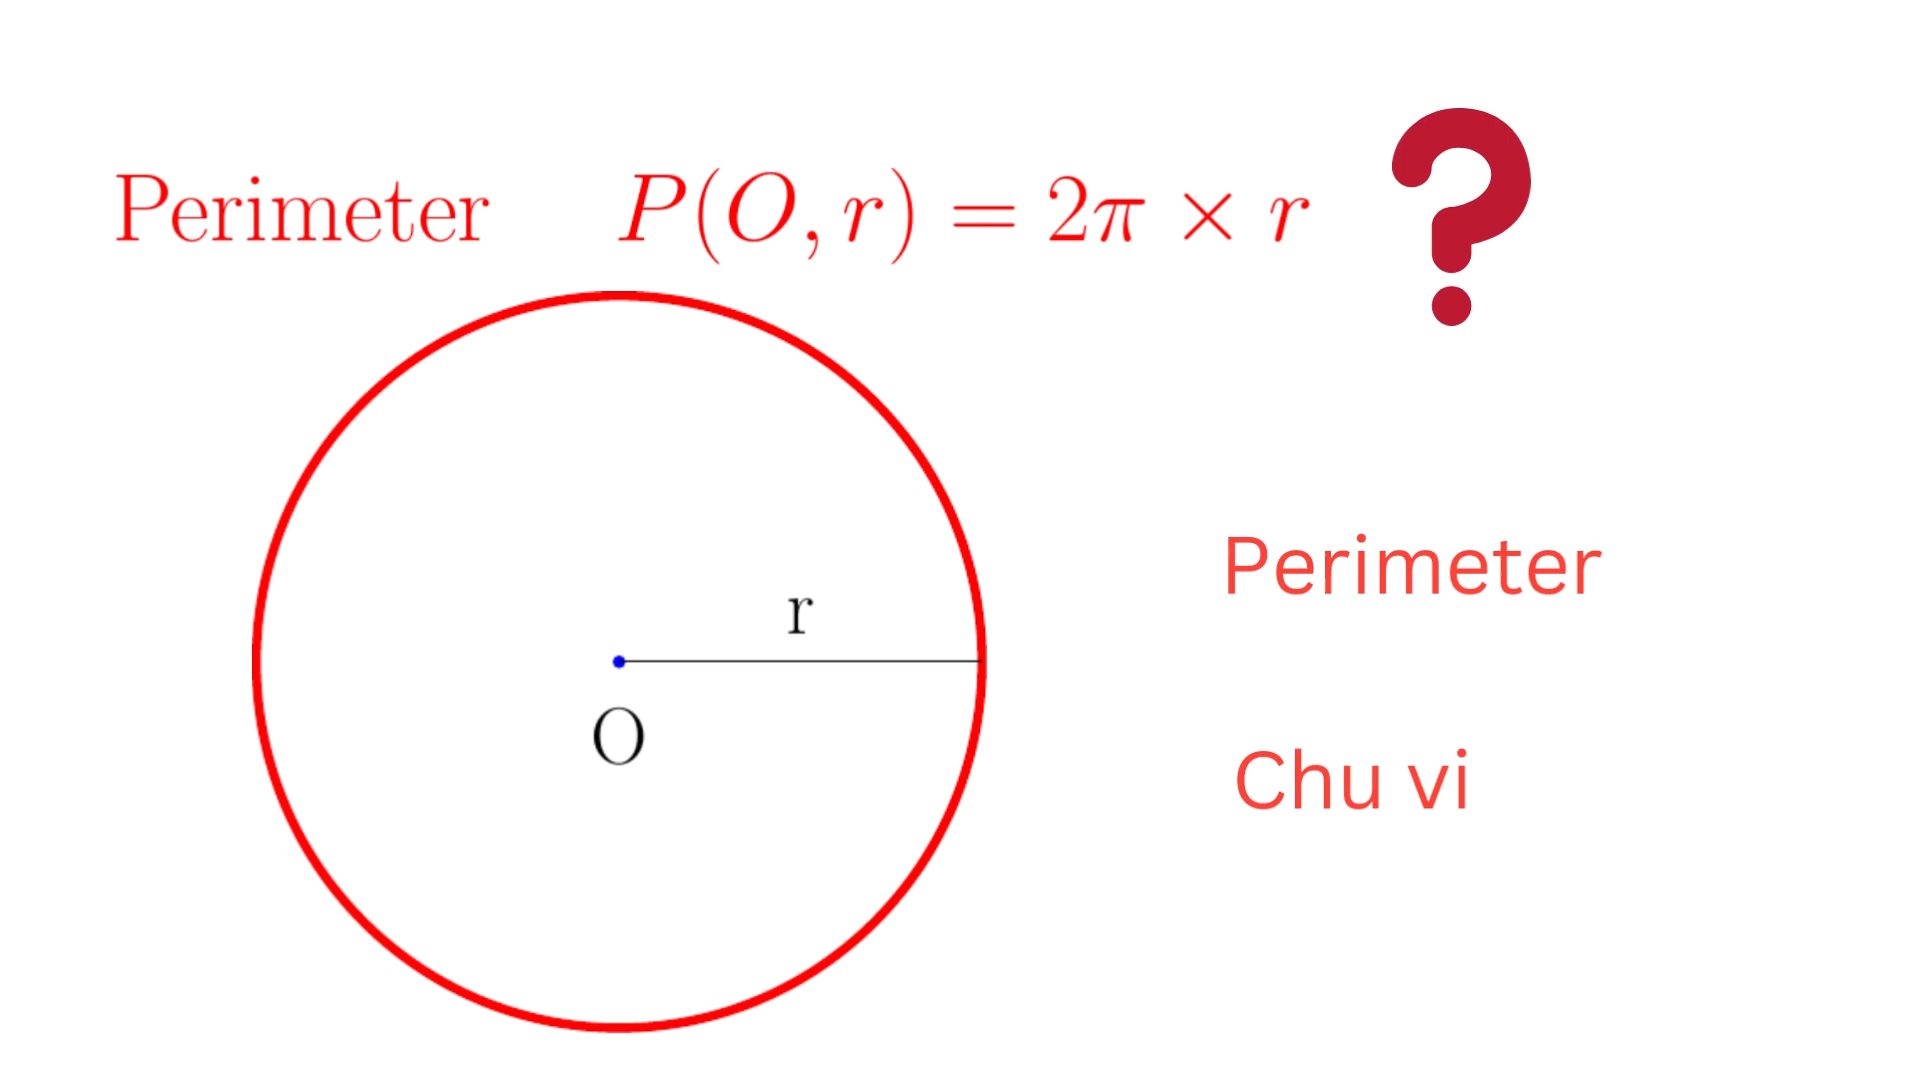 Perimeter P(O, r) = 2π × r ?
r
O
Perimeter
Chu vi